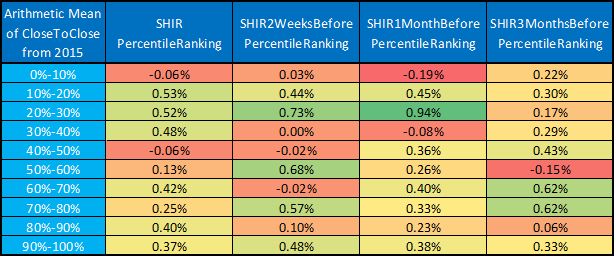 Arithmetic Mean of CloseToClose from 2015 SHIR PercentileRanking SHIR2WeeksBefore PercentileRanking SHIR1MonthBefore PercentileRanking SHIR3MonthsBefore PercentileRanking
0%-10% -0.06% 0.03% -0.19% 0.22%
10%-20% 0.53% 0.44% 0.45% 0.30%
20%-30% 0.52% 0.73% 0.94% 0.17%
30%-40% 0.48% 0.00% -0.08% 0.29%
40%-50% -0.06% -0.02% 0.36% 0.43%
50%-60% 0.13% 0.68% 0.26% -0.15%
60%-70% 0.42% -0.02% 0.40% 0.62%
70%-80% 0.25% 0.57% 0.33% 0.62%
80%-90% 0.40% 0.10% 0.23% 0.06%
90%-100% 0.37% 0.48% 0.38% 0.33%